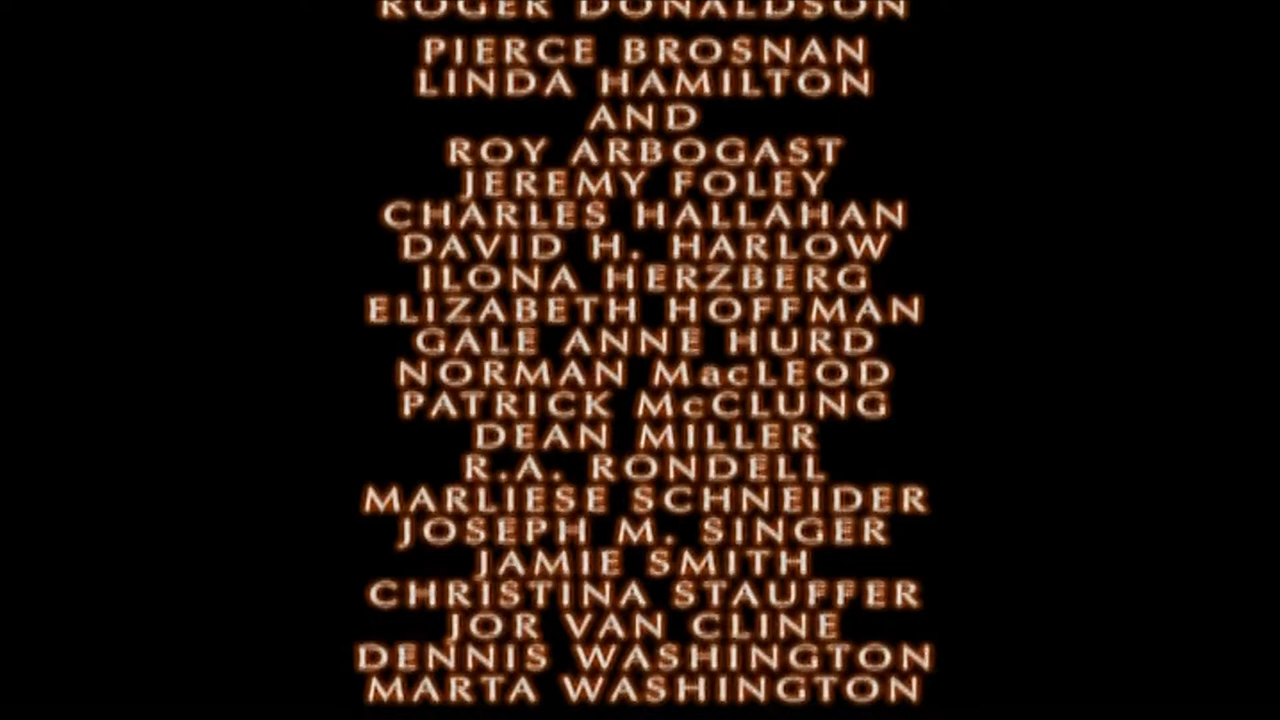 ROGER DONALDSON
PIERCE BROSNAN
LINDA HAMILTON
AND
ROY ARBOGAST
JEREMY FOLEY
CHARLES HALLAHAN
DAVID H. HARLOW
ILONA HERZBERG
ELIZABETH HOFFMAN
GALE ANNE HURD
NORMAN MacLEOD
PATRICK McCLUNG
DEAN MILLER
R.A. RONDELL
MARLIESE SCHNEIDER
JOSEPH M. SINGER
JAMIE SMITH
CHRISTINA STAUFFER
JOR VAN CLINE
DENNIS WASHINGTON
MARTA WASHINGTON